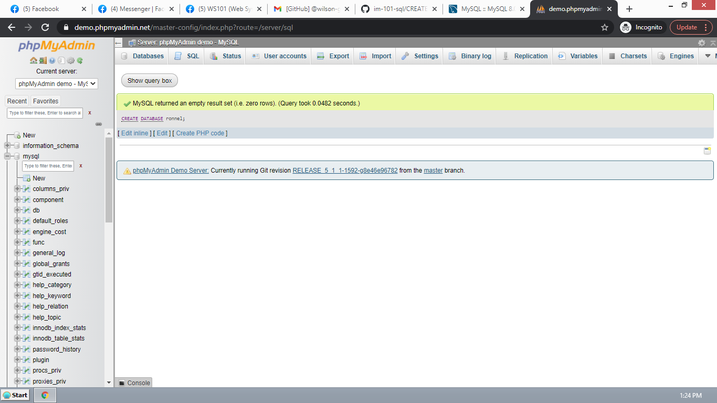 (5) Facebook
(4) Messenger | Fa
(5) WS101 (Web Sy
[GitHub] @wilson-
im-101-sql/CREATE
MySQL :: MySQL 8.
demo.phpmyadmin
demo.phpmyadmin.net/master-config/index.php?route=/server/sql
Incognito
Update
phpMyAdmin
Current server:
phpMyAdmin demo - MyS
Recent Favorites
Type to filter these, Enter to search a
X
New
information_schema
mysql
Type to filter these, Enter
X
New
columns_priv
component
db
default_roles
engine_cost
func
general_log
global_grants
gtid_executed
help_category
help_keyword
help_relation
help_topic
innodb_index_stats
innodb_table_stats
password_history
plugin
procs_priv
proxies_priv
Server: phpMyAdmin demo - MySQL
Databases SQL Status User accounts Export Import Settings Binary log Replication Variables Charsets Engines M
Show query box
MySQL returned an empty result set (i.e. zero rows). (Query took 0.0482 seconds.)
CREATE DATABASE ronnel;
[ Edit inline ] [ Edit ] [ Create PHP code ]
phpMyAdmin Demo Server: Currently running Git revision RELEASE_5_1_1-1592-g8e46e96782 from the master branch.
Console
Start
1:24 PM